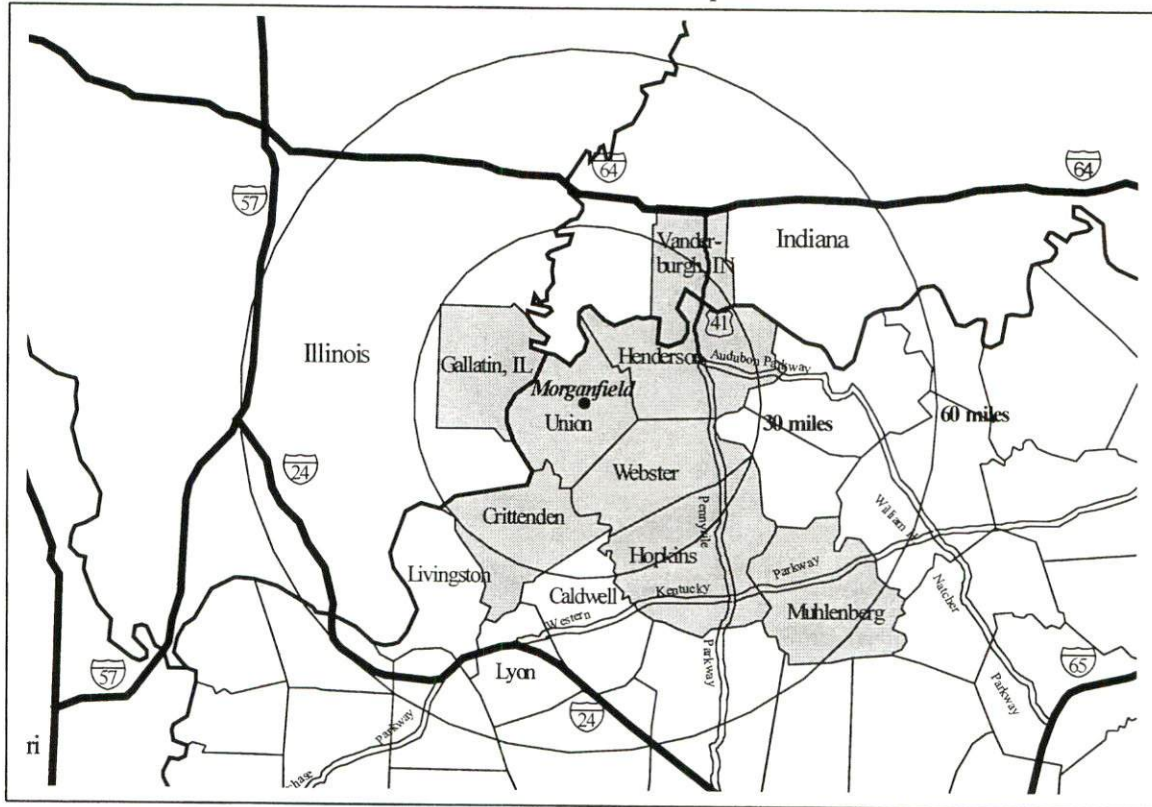 64
64
57
Vander-
burgh, IN
Indiana
41
Illinois
Gallatin, IL
Henderson
Audubon Parkway
Morganfield
Union
30 miles
60 miles
24
Webster
Pennyrile
William H
Crittenden
Hopkins
Parkway
Livingston
Caldwell
Kentucky
Western
Muhlenberg
Natcher
Parkway
Lyon
Parkway
65
57
24
Parkway
ri